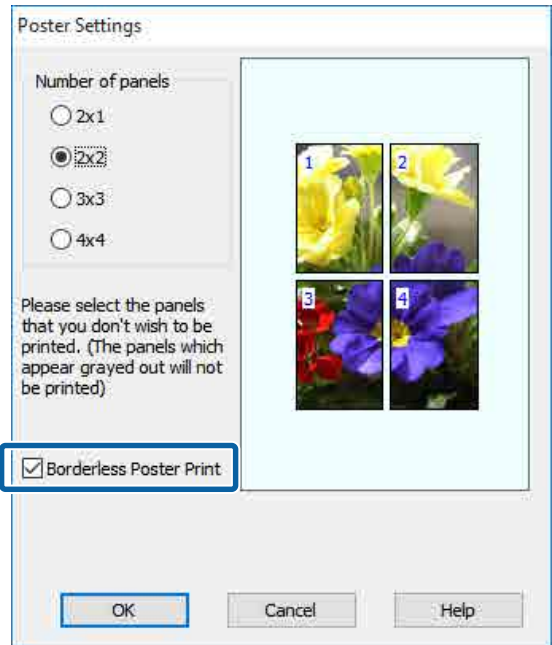 Poster Settings
Number of panels
2x1
2x2
3x3
4x4
1 2
3 4
Please select the panels
that you don't wish to be
printed. (The panels which
appear grayed out will not
be printed)
Borderless Poster Print
OK Cancel Help